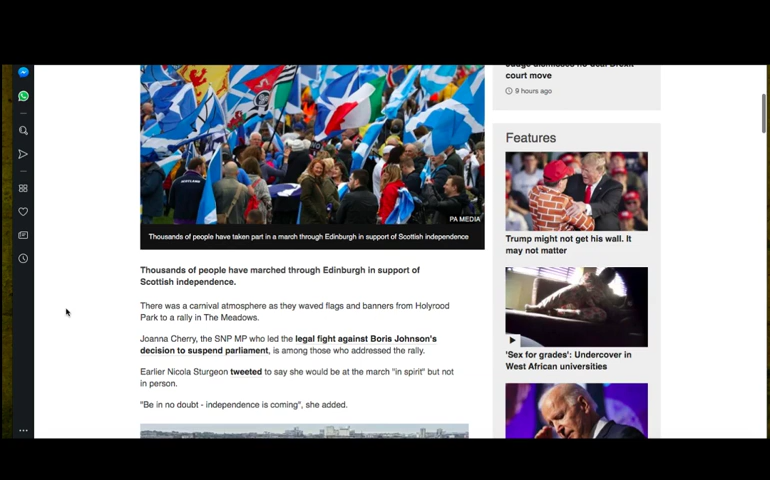 SCOTLAND
PA MEDIA
Thousands of people have taken part in a march through Edinburgh in support of Scottish independence
Thousands of people have marched through Edinburgh in support of
Scottish independence.
There was a carnival atmosphere as they waved flags and banners from Holyrood
Park to a rally in The Meadows.
Joanna Cherry, the SNP MP who led the legal fight against Boris Johnson's
decision to suspend parliament, is among those who addressed the rally.
Earlier Nicola Sturgeon tweeted to say she would be at the march "in spirit" but not
in person.
"Be in no doubt - independence is coming", she added.
court move
9 hours ago
Features
Trump might not get his wall. It
may not matter
'Sex for grades': Undercover in
West African universities